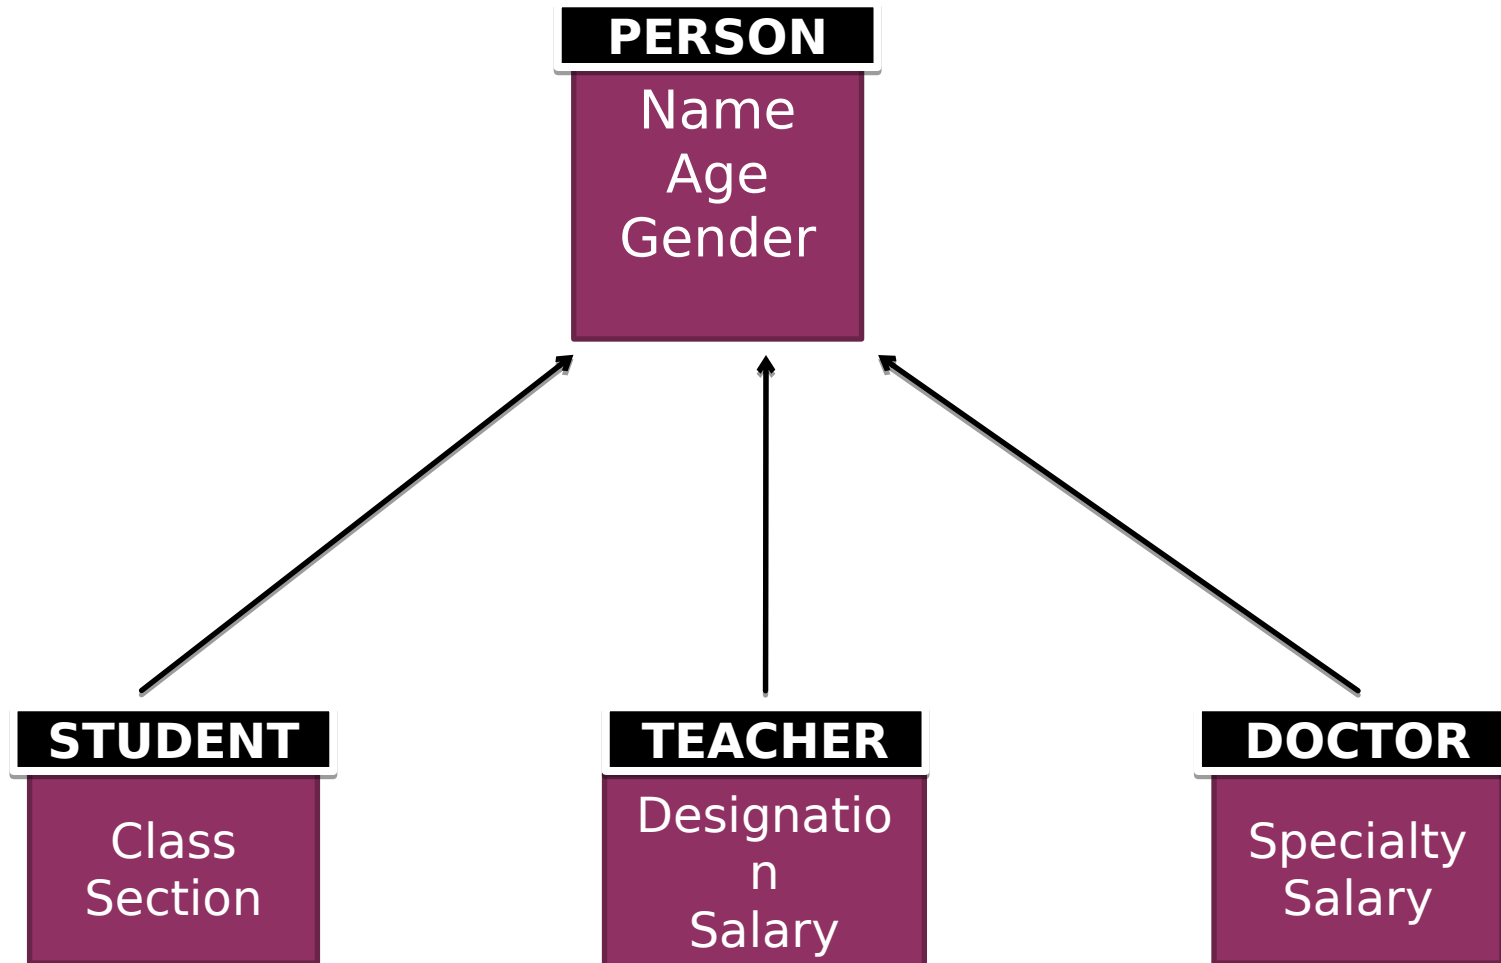 PERSON
Name
Age
Gender
STUDENT
Class
Section
TEACHER
Designatio
n
Salary
DOCTOR
Specialty
Salary